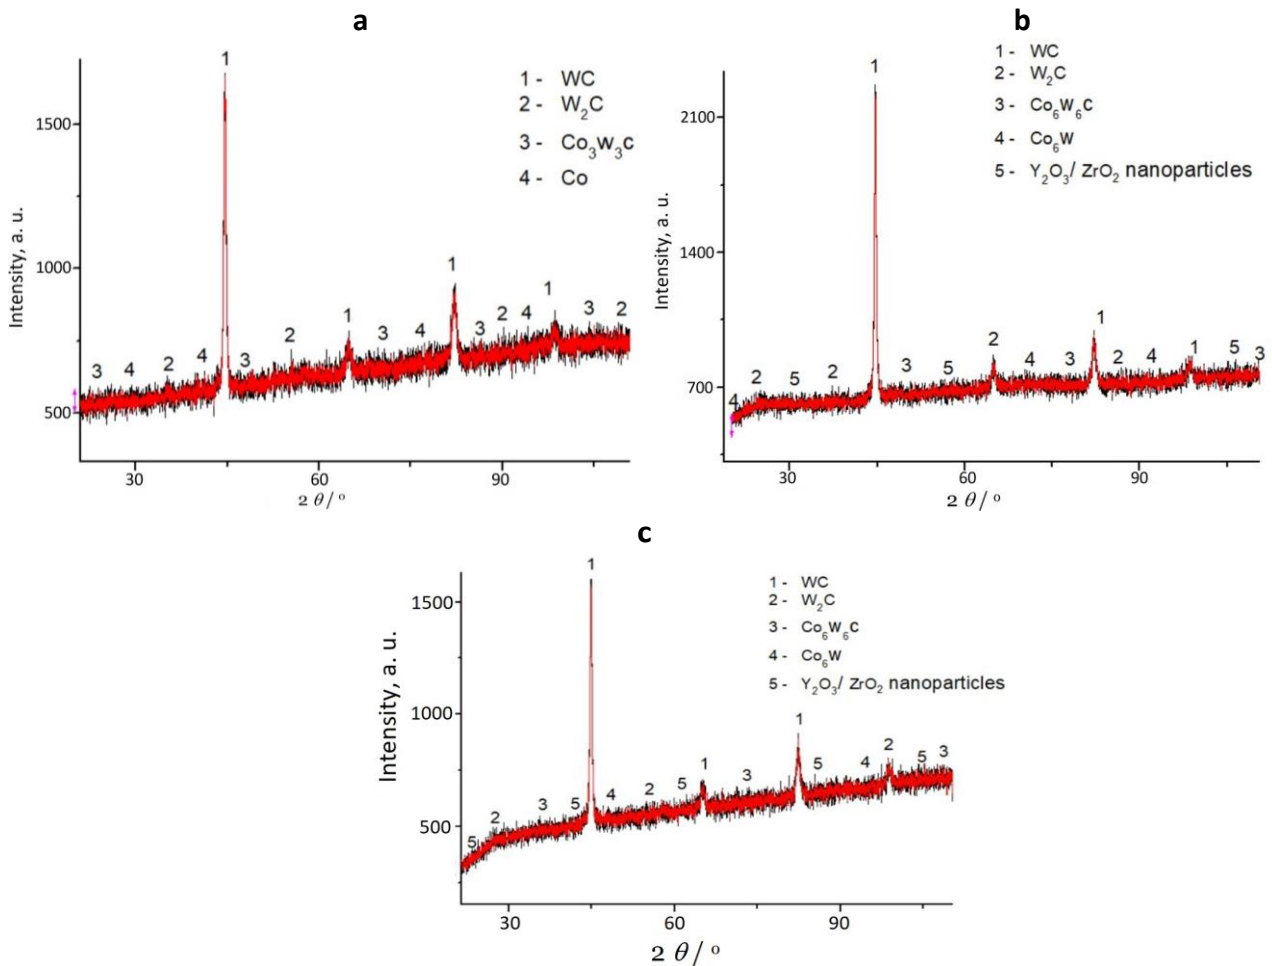 a
1
1 - WC
2 - W₂C
3 - Co₃W₃C
4 - Co
1500
1000
500
Intensity, a. u.
3 4 2 4 3 2 1 3 4 1 3 2 4 1 3 2
30 60 90
2 θ/ °
b
1
1 - WC
2 - W₂C
3 - Co₆W₆C
4 - Co₆W
5 - Y₂O₃/ ZrO₂ nanoparticles
2100
1400
700
Intensity, a. u.
4 2 5 2 3 5 2 4 3 1 2 4 1 5 3
30 60 90
2 θ/ °
c
1
1 - WC
2 - W₂C
3 - Co₆W₆C
4 - Co₆W
5 - Y₂O₃/ ZrO₂ nanoparticles
1500
1000
500
Intensity, a. u.
5 2 3 5 4 2 5 1 3 1 5 4 2 5 3
30 60 90
2 θ/ °